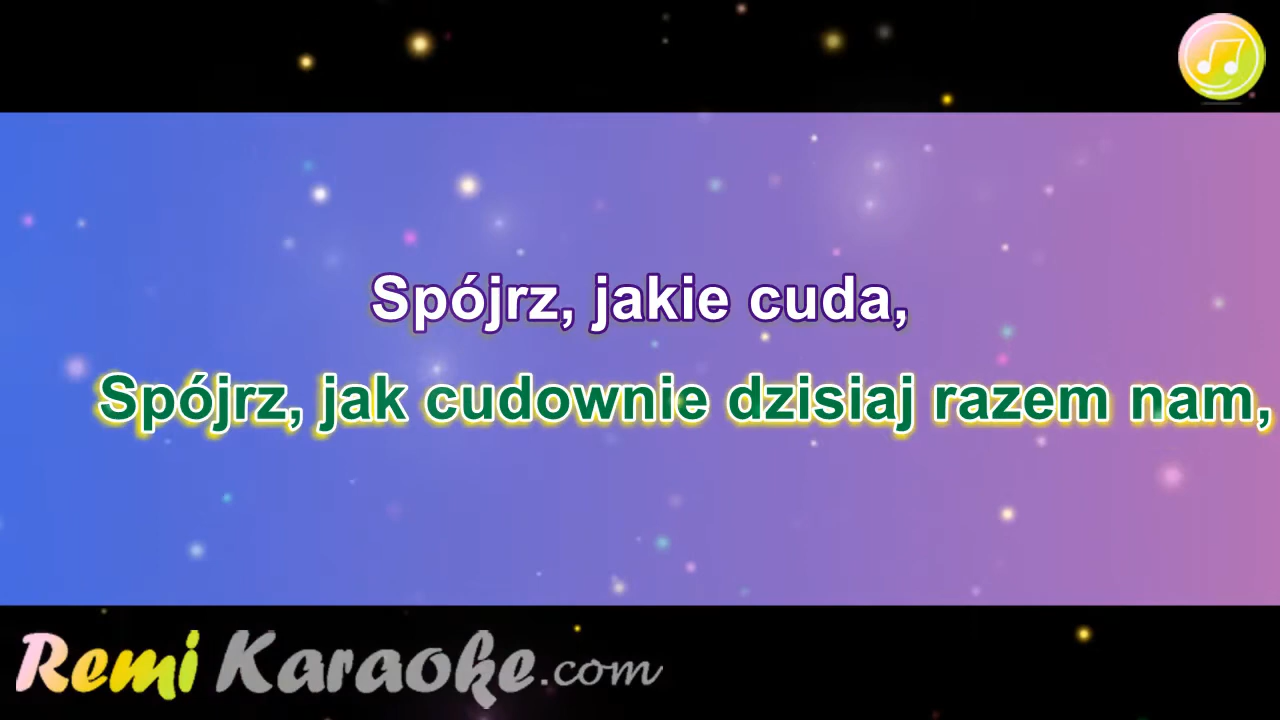 Spójrz, jakie cuda,
Spójrz, jak cudownie dzisiaj razem nam,
Remi Karaoke.com